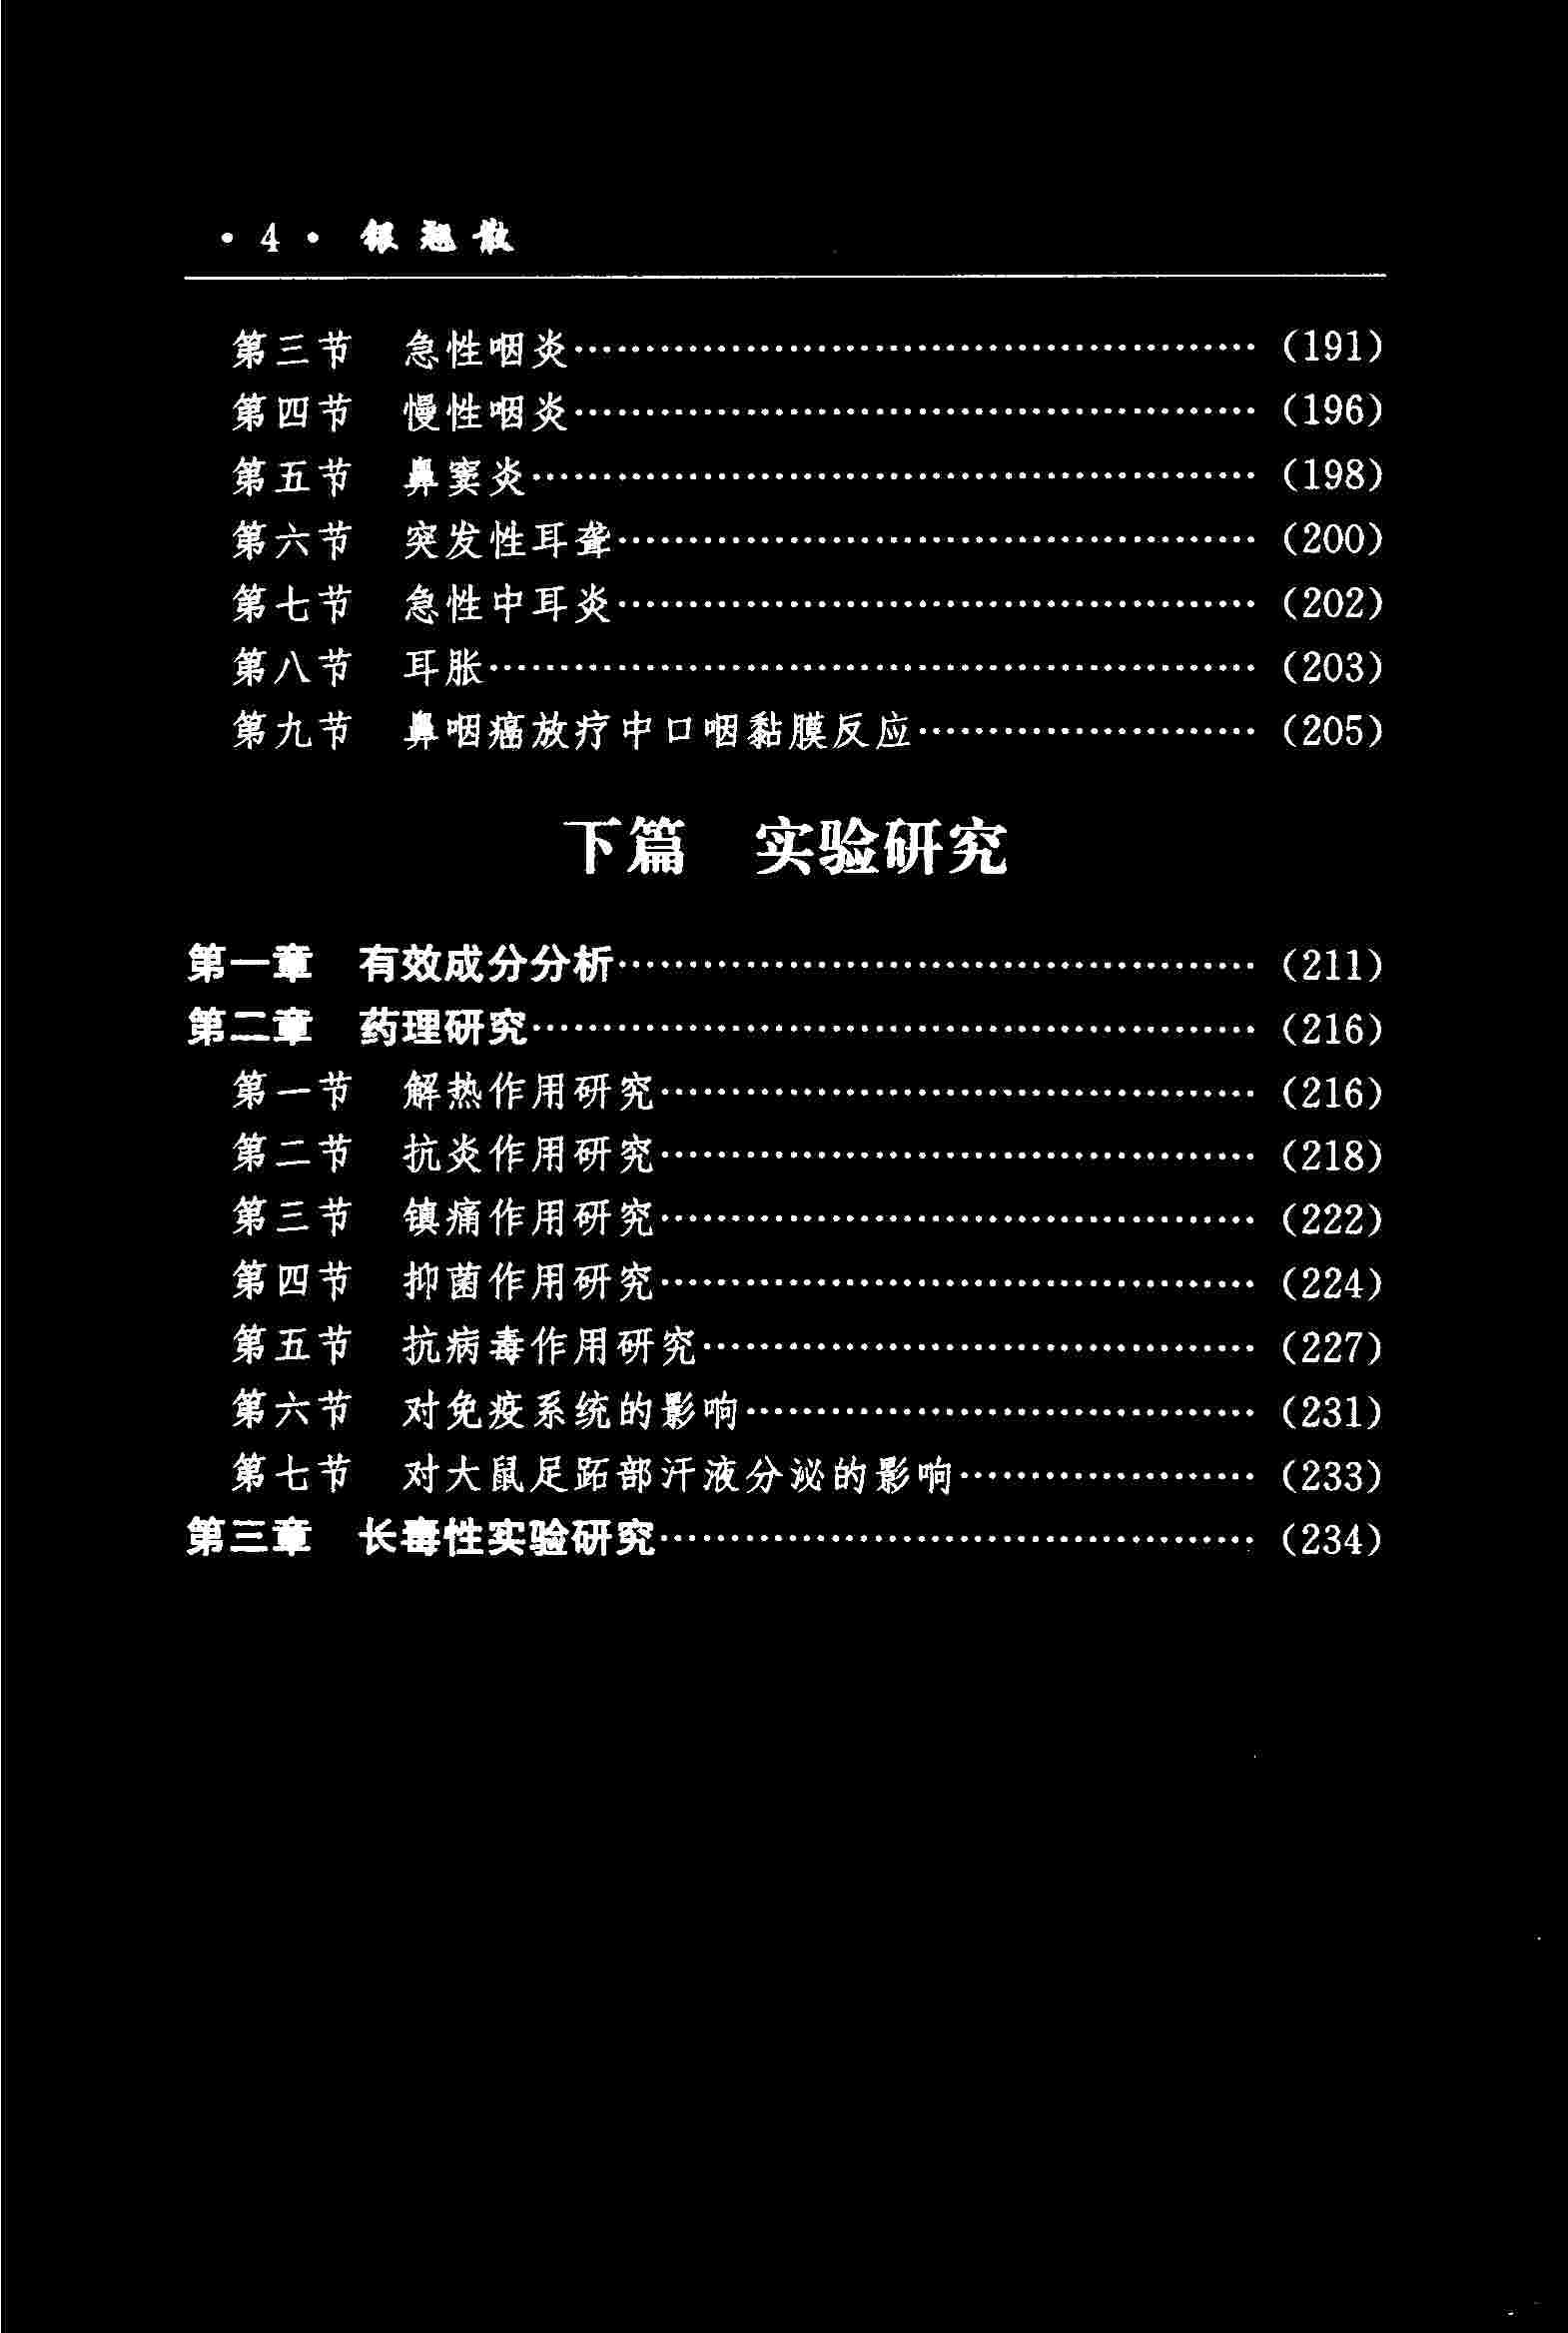 · 4 · 银翘散
第三节 急性咽炎…………………………………………(191)
第四节 慢性咽炎…………………………………………(196)
第五节 鼻窦炎……………………………………………(198)
第六节 突发性耳聋………………………………………(200)
第七节 急性中耳炎………………………………………(202)
第八节 耳胀………………………………………………(203)
第九节 鼻咽癌放疗中口咽黏膜反应……………………(205)
下篇 实验研究
第一章 有效成分分析……………………………………(211)
第二章 药理研究…………………………………………(216)
第一节 解热作用研究……………………………………(216)
第二节 抗炎作用研究……………………………………(218)
第三节 镇痛作用研究……………………………………(222)
第四节 抑菌作用研究……………………………………(224)
第五节 抗病毒作用研究…………………………………(227)
第六节 对免疫系统的影响………………………………(231)
第七节 对大鼠足跖部汗液分泌的影响…………………(233)
第三章 长毒性实验研究…………………………………(234)